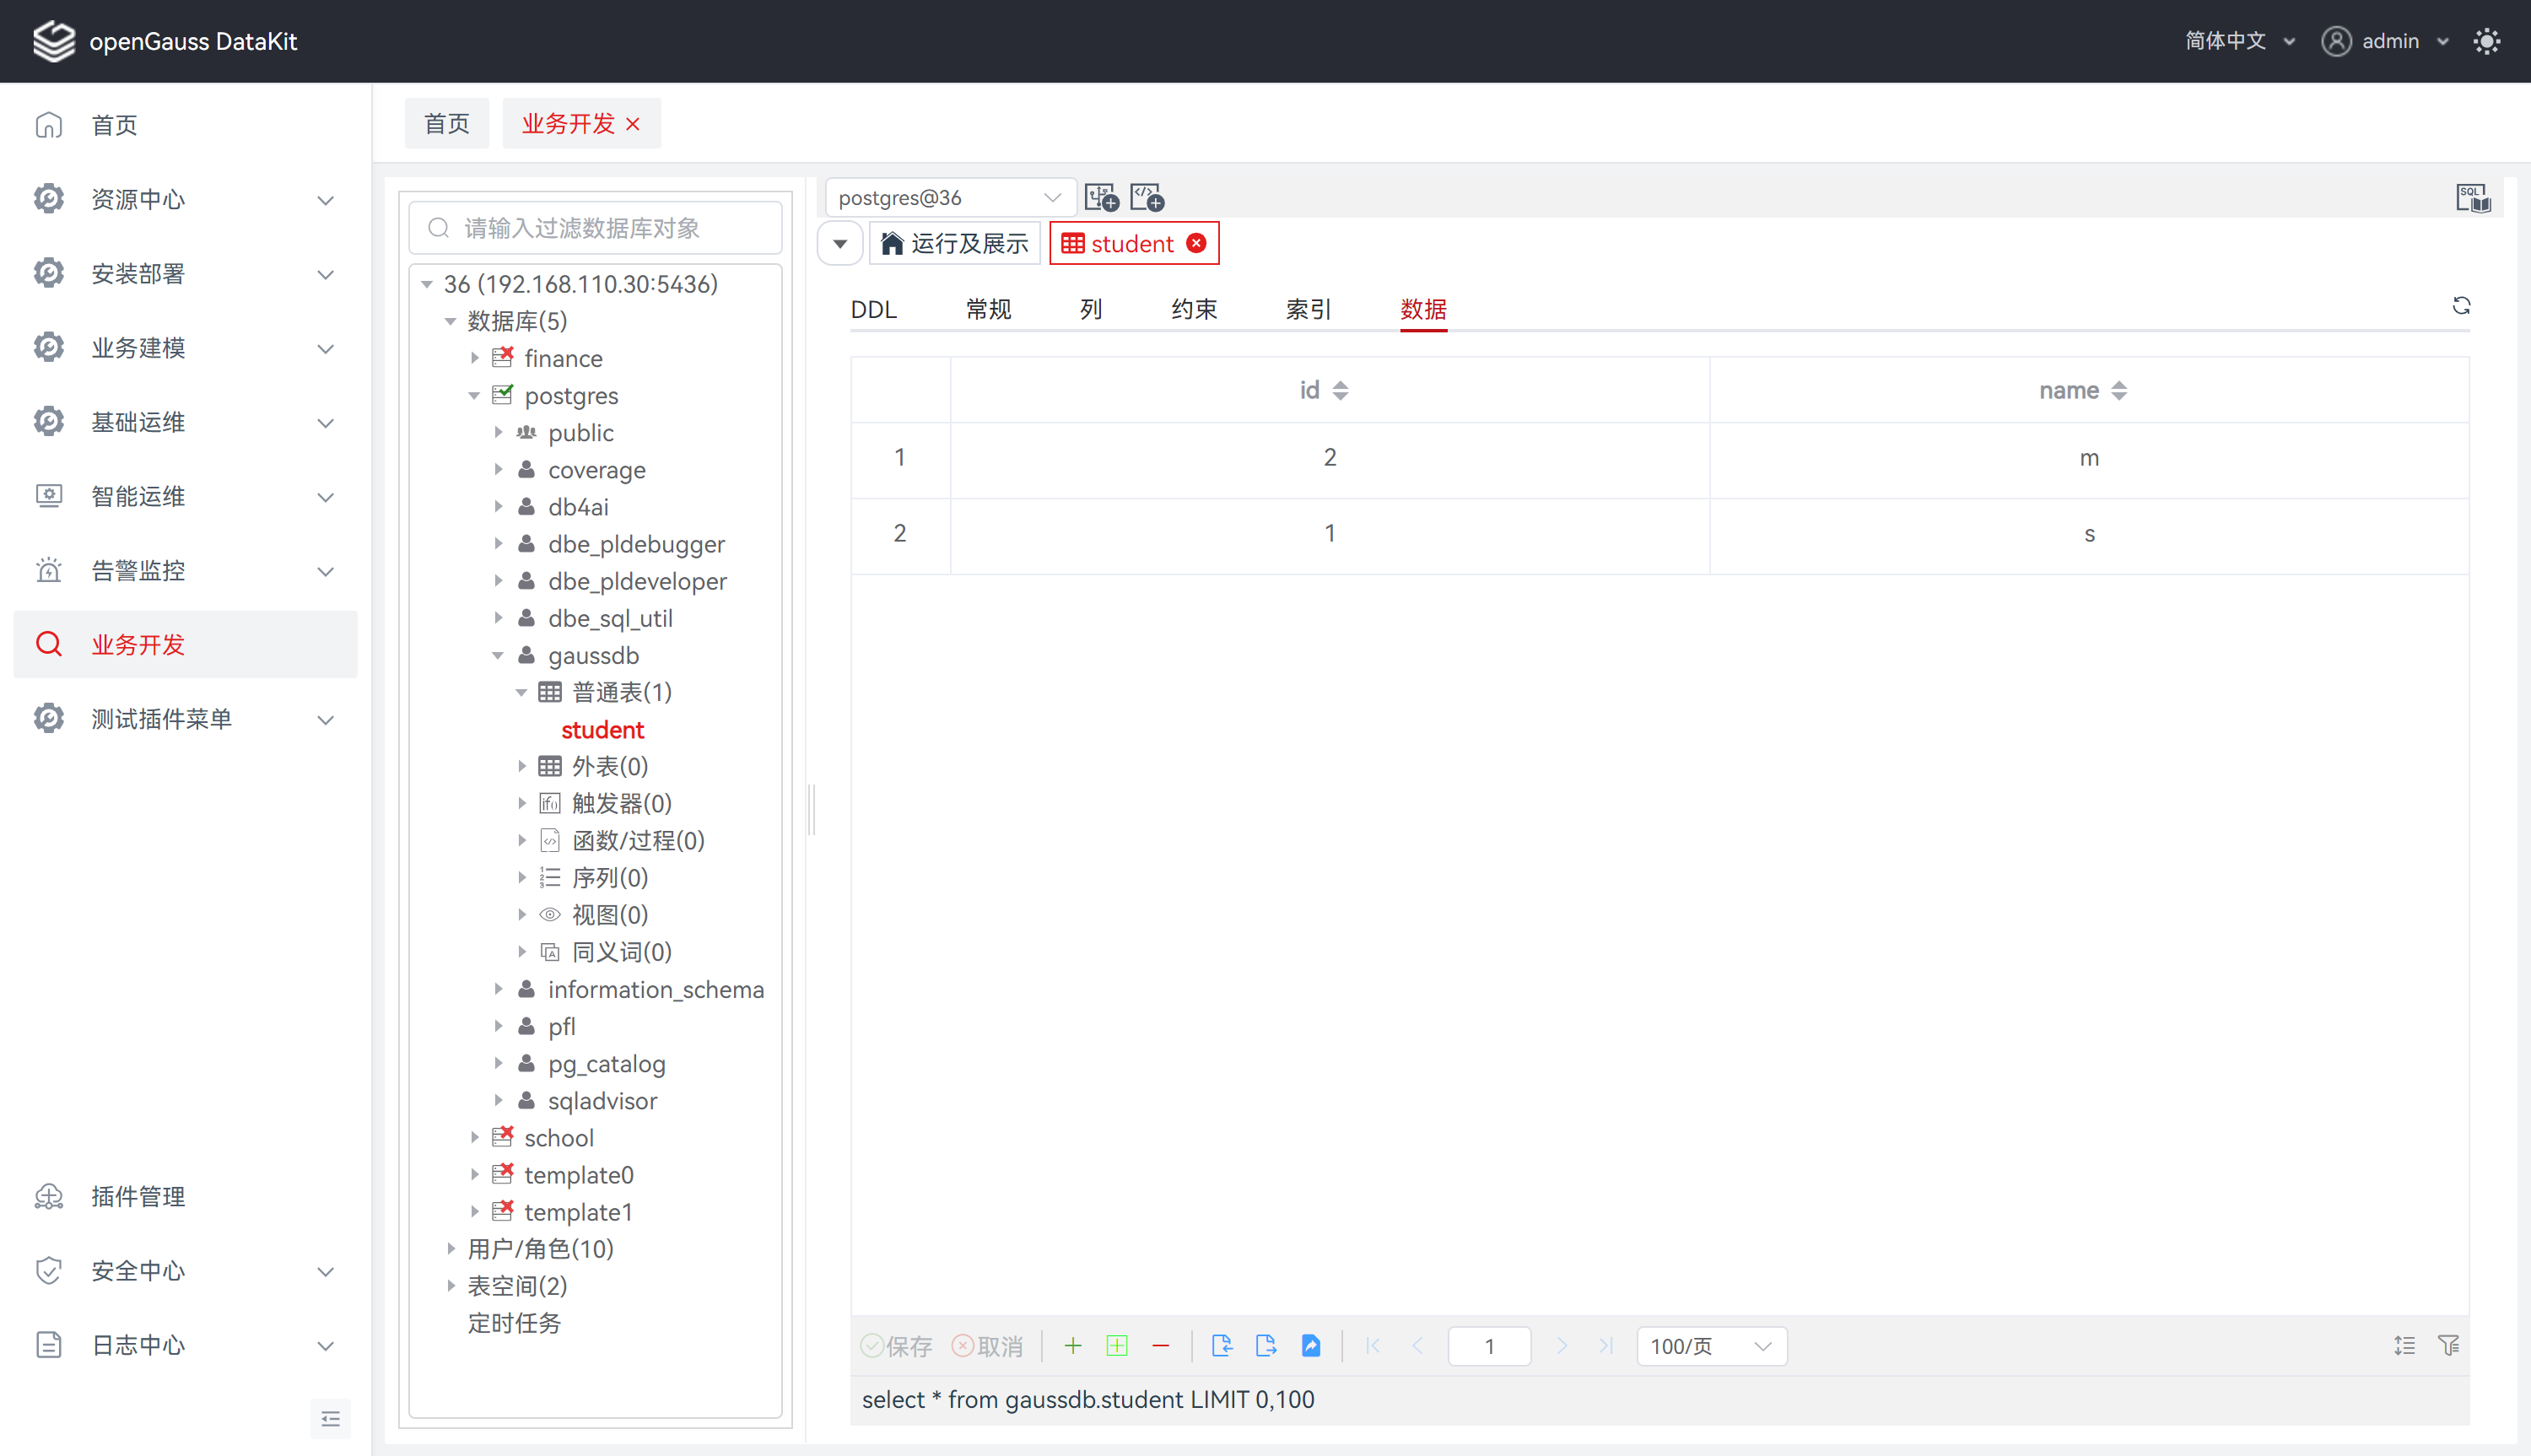 openGauss DataKit
简体中文
admin
首页
资源中心
安装部署
业务建模
基础运维
智能运维
告警监控
业务开发
测试插件菜单
插件管理
安全中心
日志中心
首页
业务开发
请输入过滤数据库对象
36 (192.168.110.30:5436)
数据库(5)
finance
postgres
public
coverage
db4ai
dbe_pldebugger
dbe_pldeveloper
dbe_sql_util
gaussdb
普通表(1)
student
外表(0)
触发器(0)
函数/过程(0)
序列(0)
视图(0)
同义词(0)
information_schema
pfl
pg_catalog
sqladvisor
school
template0
template1
用户/角色(10)
表空间(2)
定时任务
postgres@36
SQL
运行及展示
student
DDL 常规 列 约束 索引 数据
id name
1 2 m
2 1 s
保存 取消 1 100/页
select * from gaussdb.student LIMIT 0,100